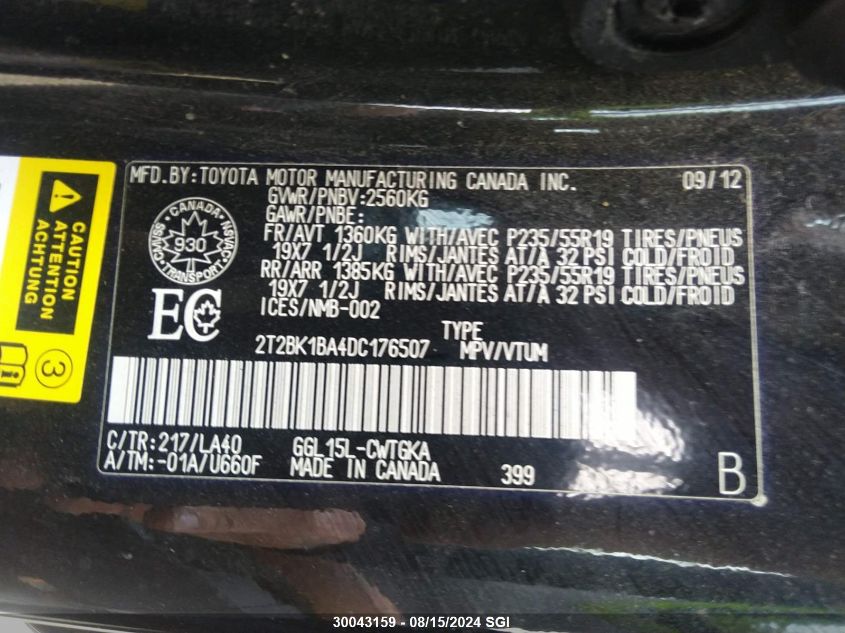 MFD.BY:TOYOTA MOTOR MANUFACTURING CANADA INC. 09/12
GVWR/PNBV:2560KG
GAWR/PNBE:
FR/AVT 1360KG WITH/AVEC P235/55R19 TIRES/PNEUS
19X7 1/2J RIMS/JANTES AT/A 32 PSI COLD/FROID
RR/ARR 1385KG WITH/AVEC P235/55R19 TIRES/PNEUS
19X7 1/2J RIMS/JANTES AT/A 32 PSI COLD/FROID
ICES/NMB-002
CANADA
CMVSS
930
NSVAC
TRANSPORT
EC
TYPE
2T2BK1BA4DC176507 MPV/VTUM
C/TR:217/LA40 GGL15L-CWTGKA
A/TM:-01A/U660F MADE IN CANADA 399
B
CAUTION
ATTENTION
ATENCION
3
30043159 - 08/15/2024 SGI